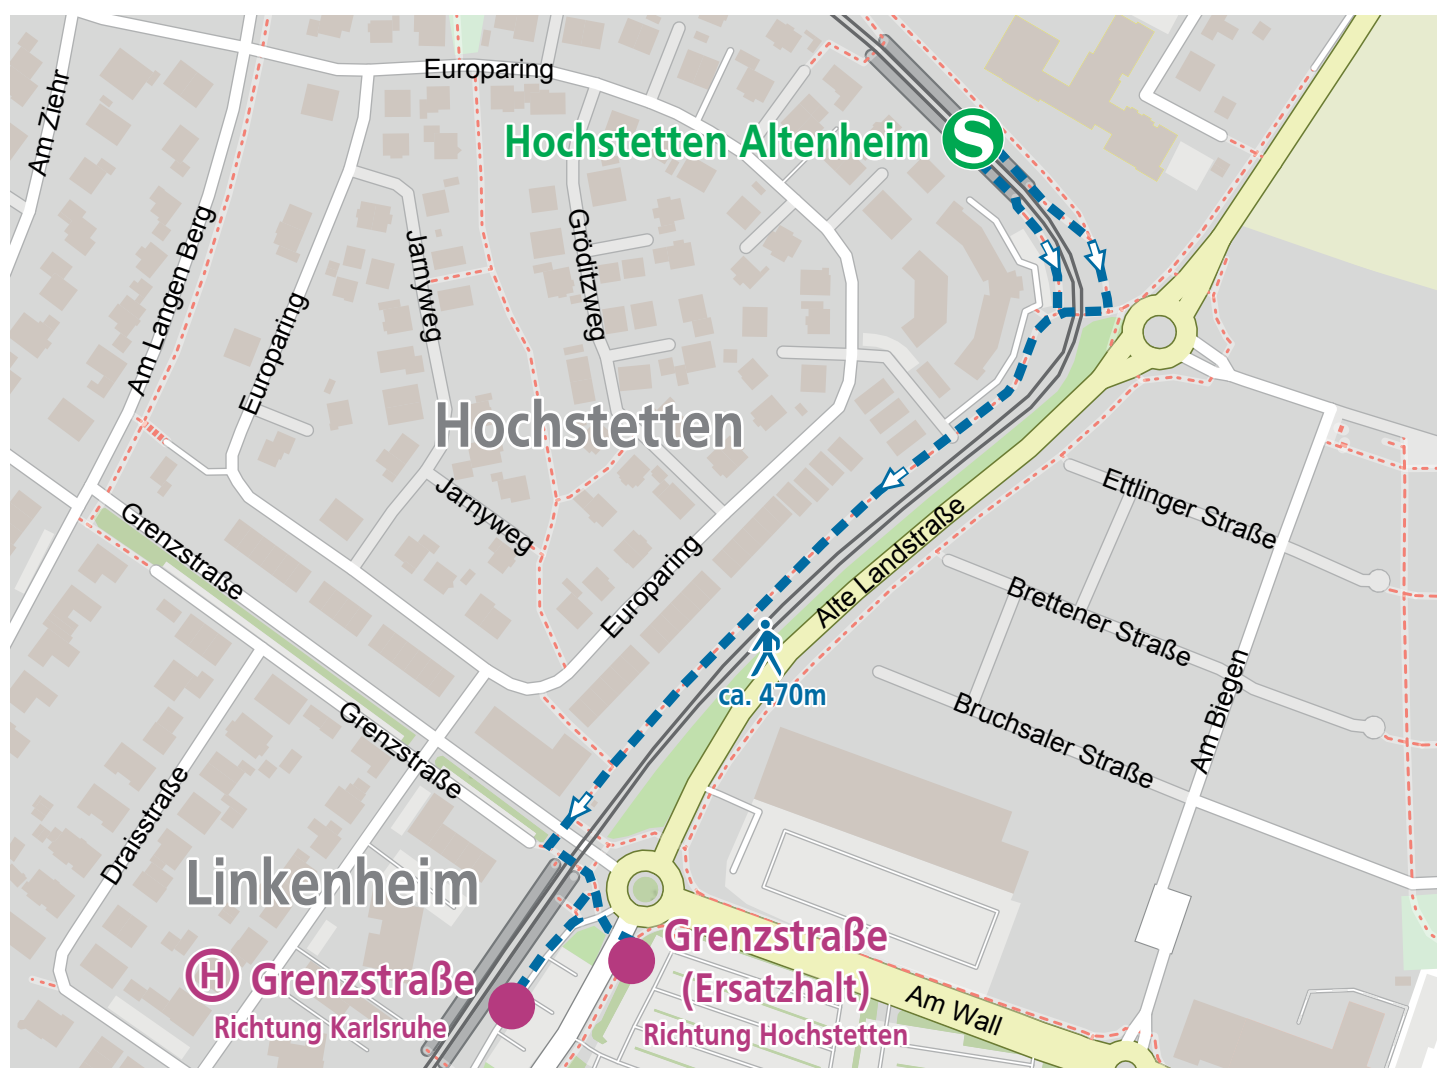 Europaring
Am Ziehr
Hochstetten Altenheim
S
Am Langen Berg
Jarnyweg
Gröditzweg
Europaring
Hochstetten
Jarnyweg
Grenzstraße
Europaring
Alte Landstraße
Ettlinger Straße
Brettener Straße
Bruchsaler Straße
Am Biegen
ca. 470m
Grenzstraße
Draisstraße
Linkenheim
H
Grenzstraße
Richtung Karlsruhe
Grenzstraße
(Ersatzhalt)
Richtung Hochstetten
Am Wall